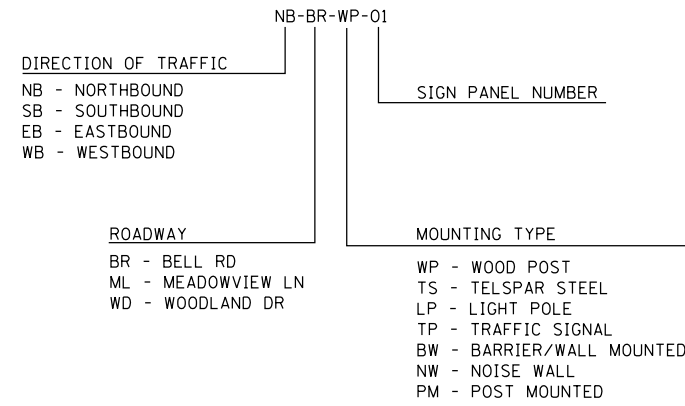 NB-BR-WP-01
DIRECTION OF TRAFFIC
NB - NORTHBOUND
SB - SOUTHBOUND
EB - EASTBOUND
WB - WESTBOUND
SIGN PANEL NUMBER
ROADWAY
BR - BELL RD
ML - MEADOWVIEW LN
WD - WOODLAND DR
MOUNTING TYPE
WP - WOOD POST
TS - TELSPAR STEEL
LP - LIGHT POLE
TP - TRAFFIC SIGNAL
BW - BARRIER/WALL MOUNTED
NW - NOISE WALL
PM - POST MOUNTED